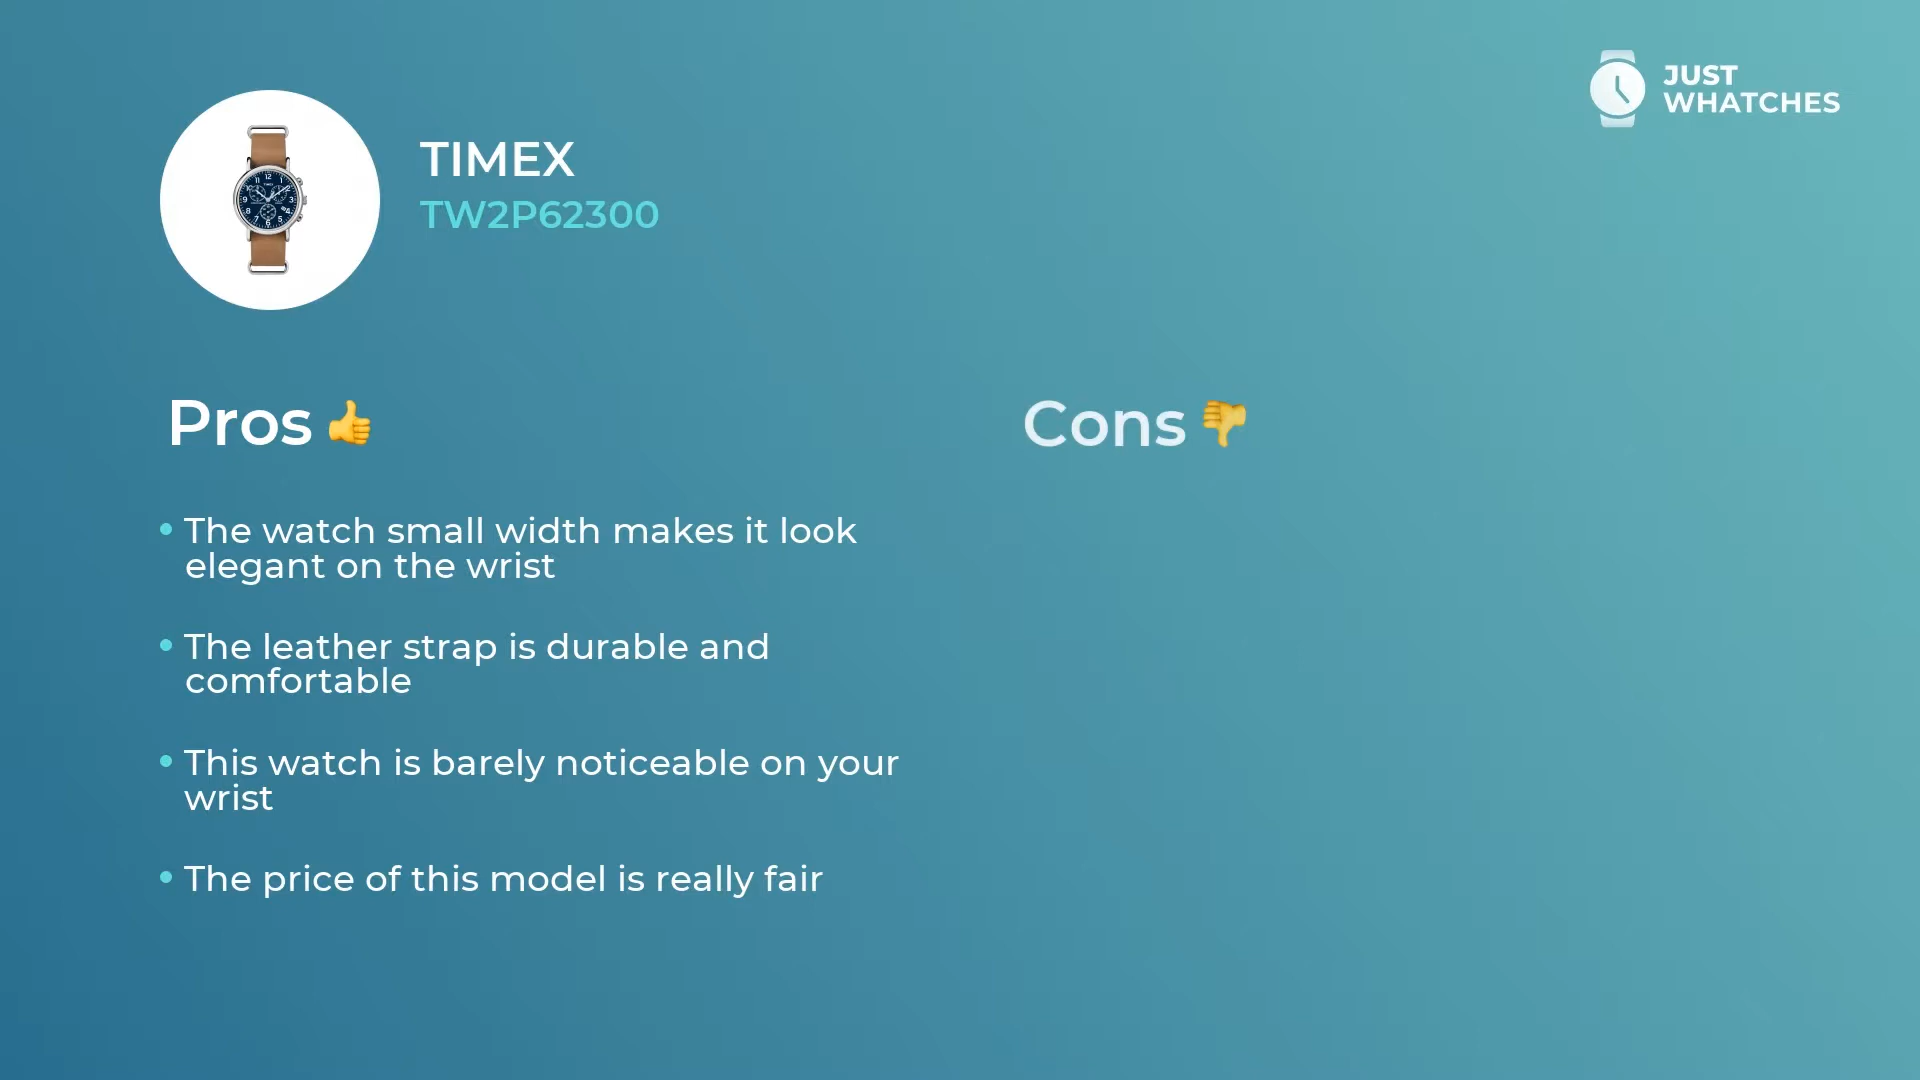 JUST
WHATCHES
TIMEX
TW2P62300
Pros 👍
• The watch small width makes it look
elegant on the wrist
• The leather strap is durable and
comfortable
• This watch is barely noticeable on your
wrist
• The price of this model is really fair
Cons 👎